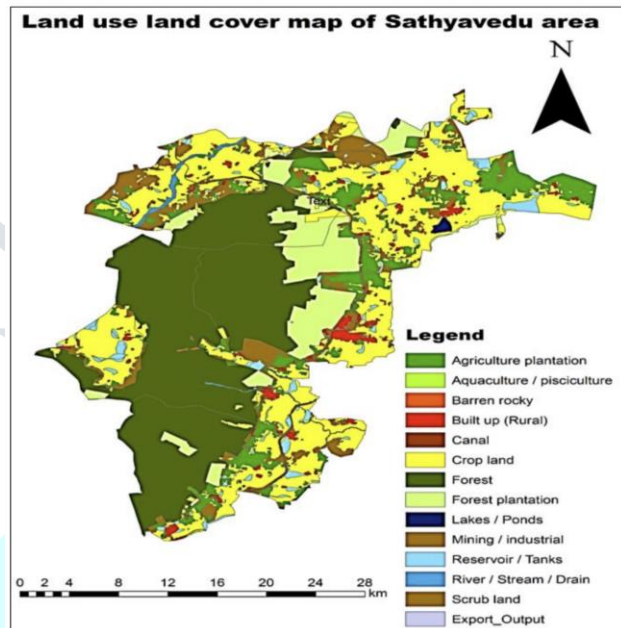 Land use land cover map of Sathyavedu area
N
Text
Legend
Agriculture plantation
Aquaculture / pisciculture
Barren rocky
Built up (Rural)
Canal
Crop land
Forest
Forest plantation
Lakes / Ponds
Mining / industrial
Reservoir / Tanks
River / Stream / Drain
Scrub land
Export_Output
0 2 4 8 12 16 20 24 28
km